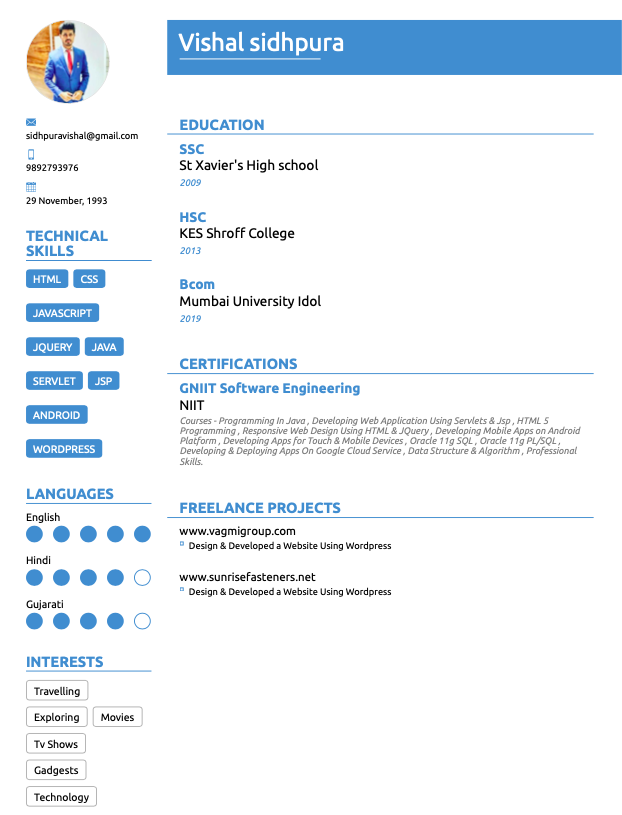 Vishal sidhpura
sidhpuravishal@gmail.com
9892793976
29 November, 1993
TECHNICAL
SKILLS
HTML CSS
JAVASCRIPT
JQUERY JAVA
SERVLET JSP
ANDROID
WORDPRESS
LANGUAGES
English
Hindi
Gujarati
INTERESTS
Travelling
Exploring Movies
Tv Shows
Gadgests
Technology
EDUCATION
SSC
St Xavier's High school
2009
HSC
KES Shroff College
2013
Bcom
Mumbai University Idol
2019
CERTIFICATIONS
GNIIT Software Engineering
NIIT
Courses - Programming In Java , Developing Web Application Using Servlets & Jsp , HTML 5
Programming , Responsive Web Design Using HTML & JQuery , Developing Mobile Apps on Android
Platform , Developing Apps for Touch & Mobile Devices , Oracle 11g SQL , Oracle 11g PL/SQL ,
Developing & Deploying Apps On Google Cloud Service , Data Structure & Algorithm , Professional
Skills.
FREELANCE PROJECTS
www.vagmigroup.com
Design & Developed a Website Using Wordpress
www.sunrisefasteners.net
Design & Developed a Website Using Wordpress